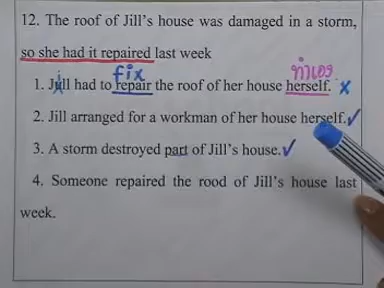 12. The roof of Jill's house was damaged in a storm,
so she had it repaired last week
fix ทำเอง
1. Jill had to repair the roof of her house herself. x
2. Jill arranged for a workman of her house herself. ✓
3. A storm destroyed part of Jill's house. ✓
4. Someone repaired the rood of Jill's house last
week.